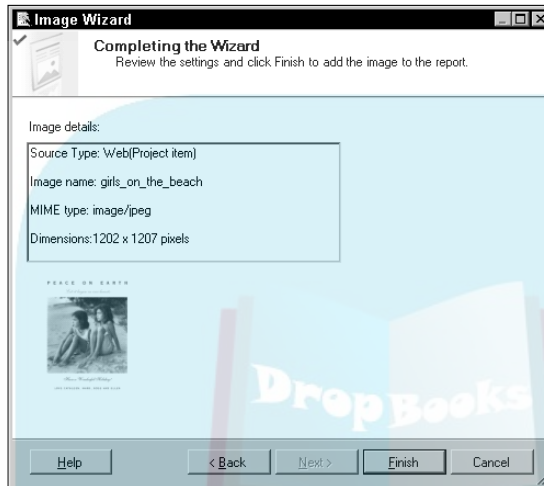 Image Wizard
Completing the Wizard
Review the settings and click Finish to add the image to the report.
Image details:
Source Type: Web(Project item)
Image name: girls_on_the_beach
MIME type: image/jpeg
Dimensions:1202 x 1207 pixels
PEACE ON EARTH
DropBooks
Help
< Back
Next >
Finish
Cancel